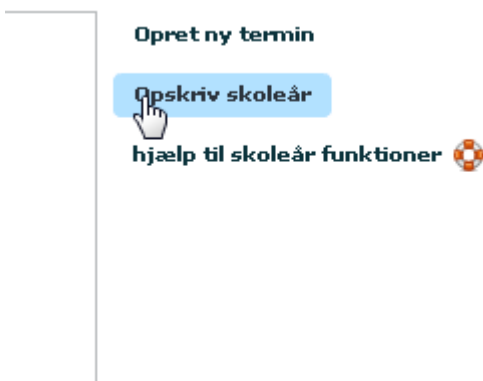 Opret ny termin
Opskriv skoleår
hjælp til skoleår funktioner